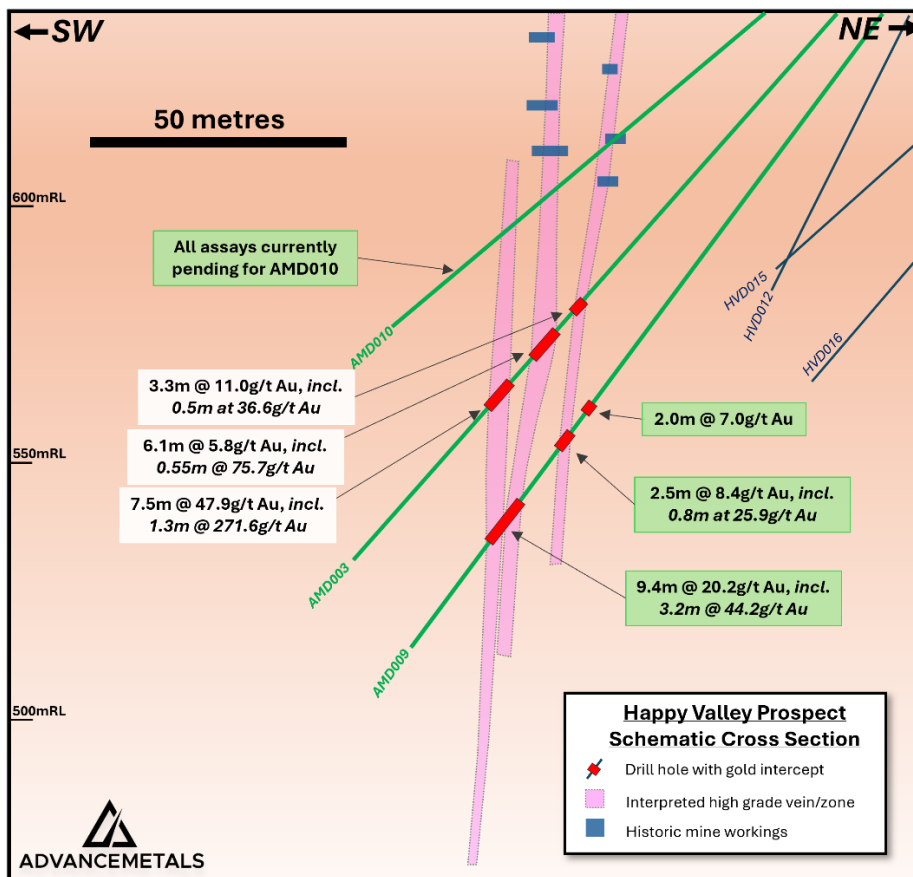 SW
NE
50 metres
600mRL
All assays currently
pending for AMD010
HVD015
HVD012
HVD016
AMD010
3.3m @ 11.0g/t Au, incl.
0.5m at 36.6g/t Au
6.1m @ 5.8g/t Au, incl.
0.55m @ 75.7g/t Au
7.5m @ 47.9g/t Au, incl.
1.3m @ 271.6g/t Au
2.0m @ 7.0g/t Au
550mRL
2.5m @ 8.4g/t Au, incl.
0.8m at 25.9g/t Au
9.4m @ 20.2g/t Au, incl.
3.2m @ 44.2g/t Au
AMD003
AMD009
500mRL
Happy Valley Prospect
Schematic Cross Section
Drill hole with gold intercept
Interpreted high grade vein/zone
Historic mine workings
ADVANCEMETALS